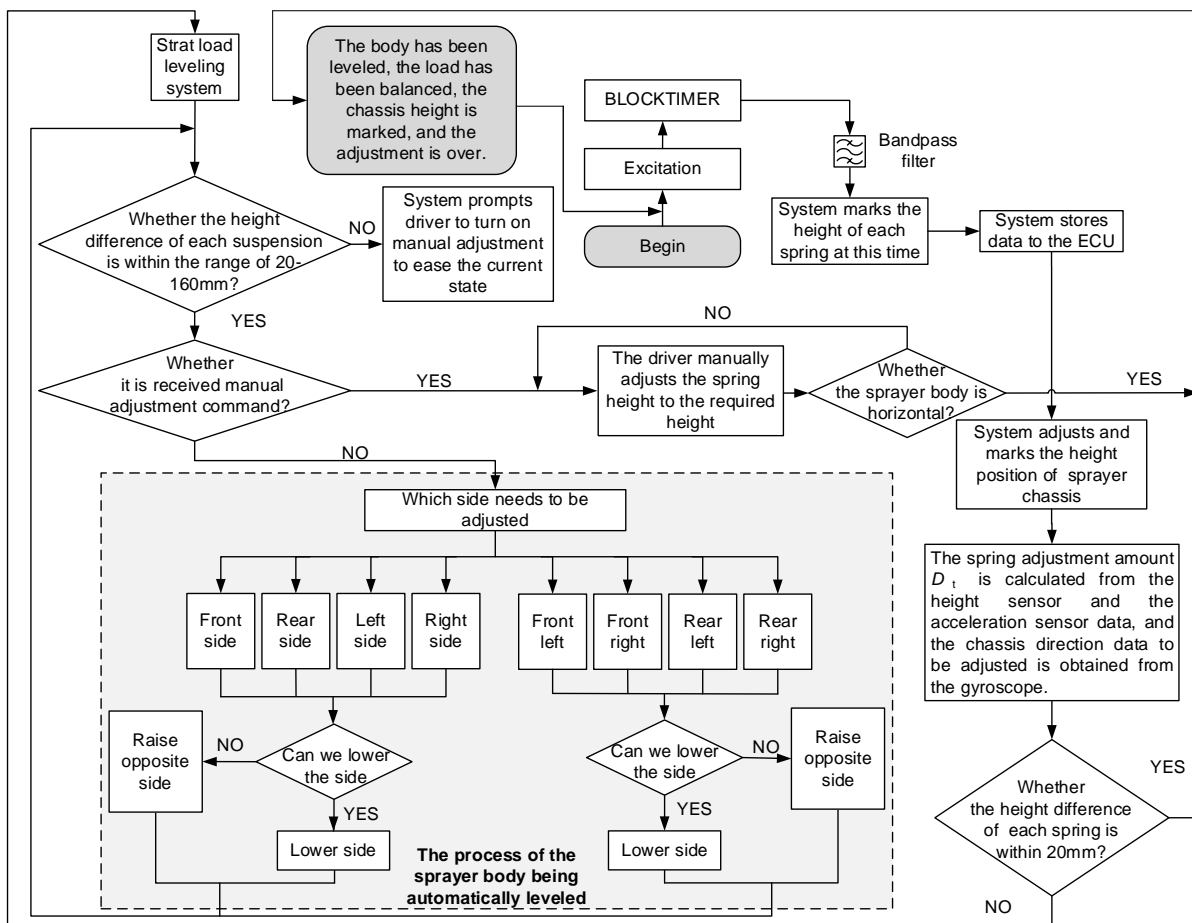 Strat load
leveling
system
The body has been
leveled, the load has
been balanced, the
chassis height is
marked, and the
adjustment is over.
BLOCKTIMER
Bandpass
filter
Excitation
Begin
System marks the
height of each
spring at this time
System stores
data to the ECU
Whether the height
difference of each suspension
is within the range of 20-
160mm?
NO
System prompts
driver to turn on
manual adjustment
to ease the current
state
YES
Whether
it is received manual
adjustment command?
YES
NO
The driver manually
adjusts the spring
height to the required
height
Whether
the sprayer body is
horizontal?
YES
NO
System adjusts and
marks the height
position of sprayer
chassis
Which side needs to be
adjusted
Front
side
Rear
side
Left
side
Right
side
Front
left
Front
right
Rear
left
Rear
right
The spring adjustment amount
D t is calculated from the
height sensor and the
acceleration sensor data, and
the chassis direction data to
be adjusted is obtained from
the gyroscope.
Raise
opposite
side
NO
Can we lower
the side
YES
Lower side
Can we lower
the side
NO
Raise
opposite
side
YES
Lower side
The process of the
sprayer body being
automatically leveled
Whether
the height difference
of each spring is
within 20mm?
YES
NO